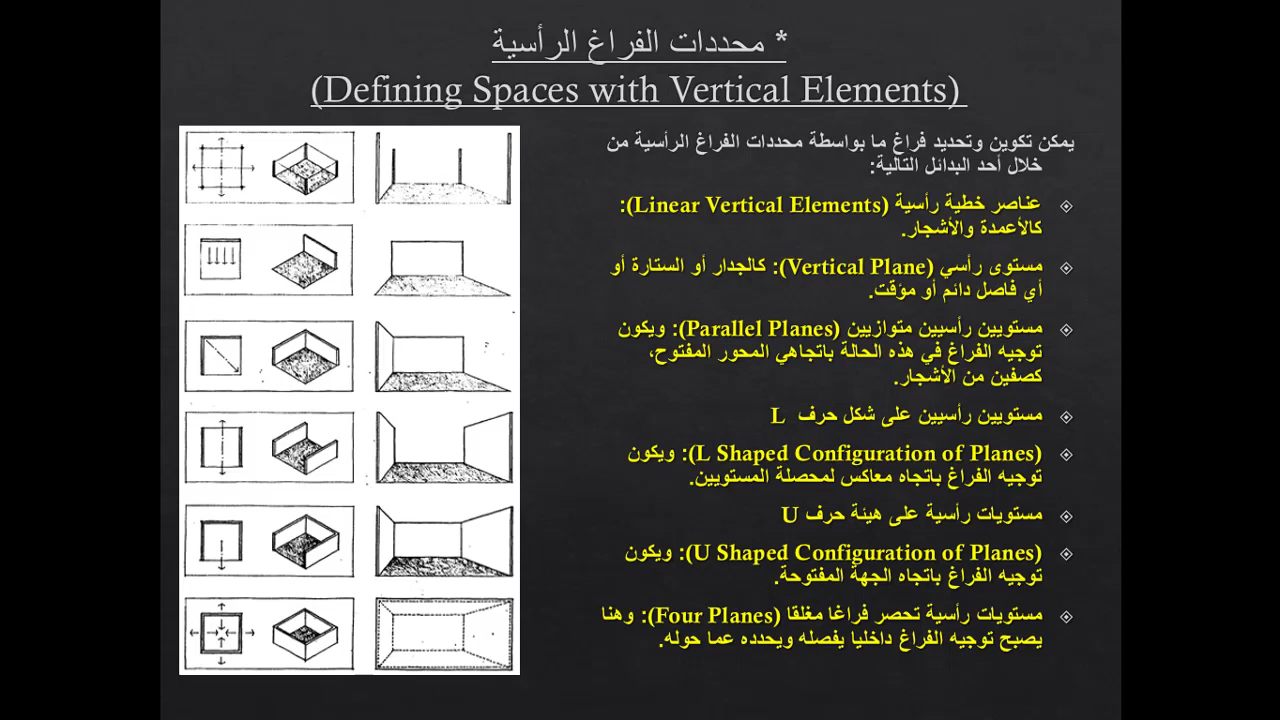 * محددات الفراغ الرأسية
(Defining Spaces with Vertical Elements)
يمكن تكوين وتحديد فراغ ما بواسطة محددات الفراغ الرأسية من
خلال أحد البدائل التالية:
عناصر خطية رأسية (Linear Vertical Elements):
كالأعمدة والأشجار.
مستوى رأسي (Vertical Plane): كالجدار أو الستارة أو
أي فاصل دائم أو مؤقت.
مستويين رأسيين متوازيين (Parallel Planes): ويكون
توجيه الفراغ في هذه الحالة باتجاهي المحور المفتوح،
كصفين من الأشجار.
مستويين رأسيين على شكل حرف L
(L Shaped Configuration of Planes): ويكون
توجيه الفراغ باتجاه معاكس لمحصلة المستويين.
مستويات رأسية على هيئة حرف U
(U Shaped Configuration of Planes): ويكون
توجيه الفراغ باتجاه الجهة المفتوحة.
مستويات رأسية تحصر فراغا مغلقا (Four Planes): وهنا
يصبح توجيه الفراغ داخليا يفصله ويحدده عما حوله.